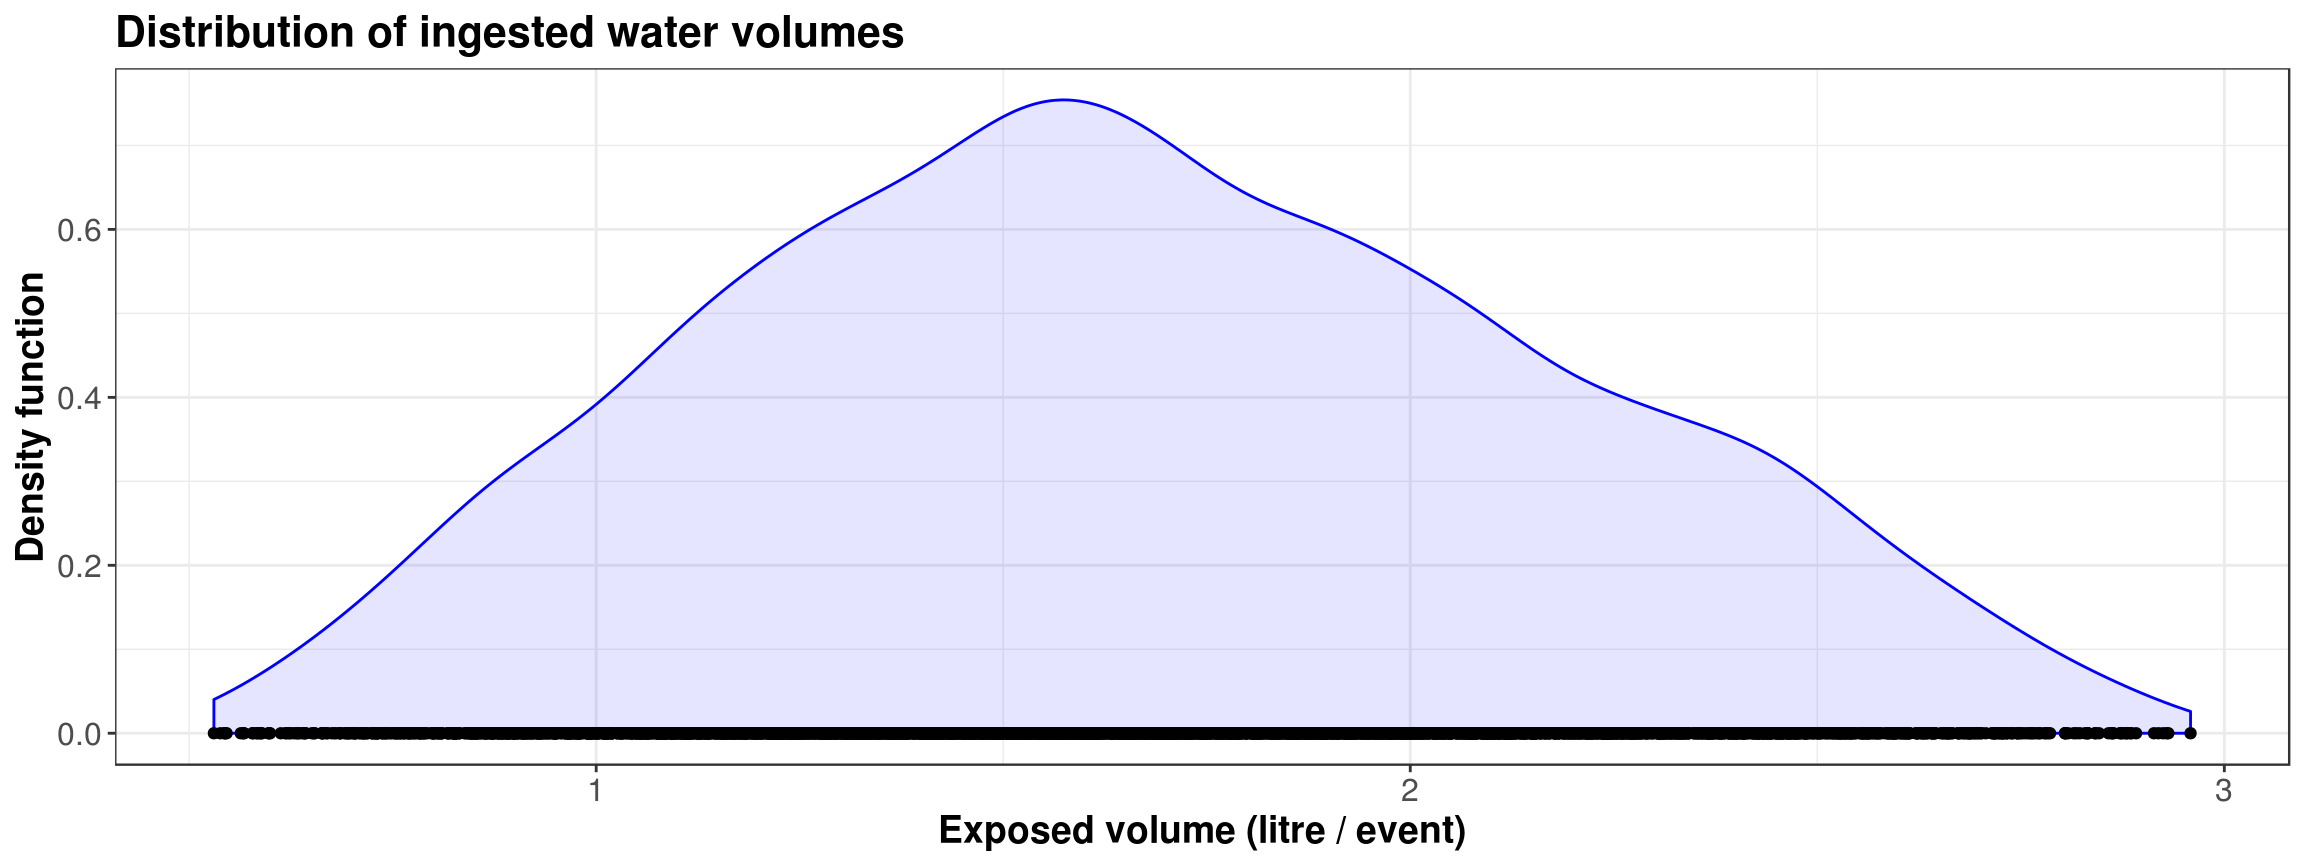 Distribution of ingested water volumes
Density function
0.6
0.4
0.2
0.0
1
2
3
Exposed volume (litre / event)